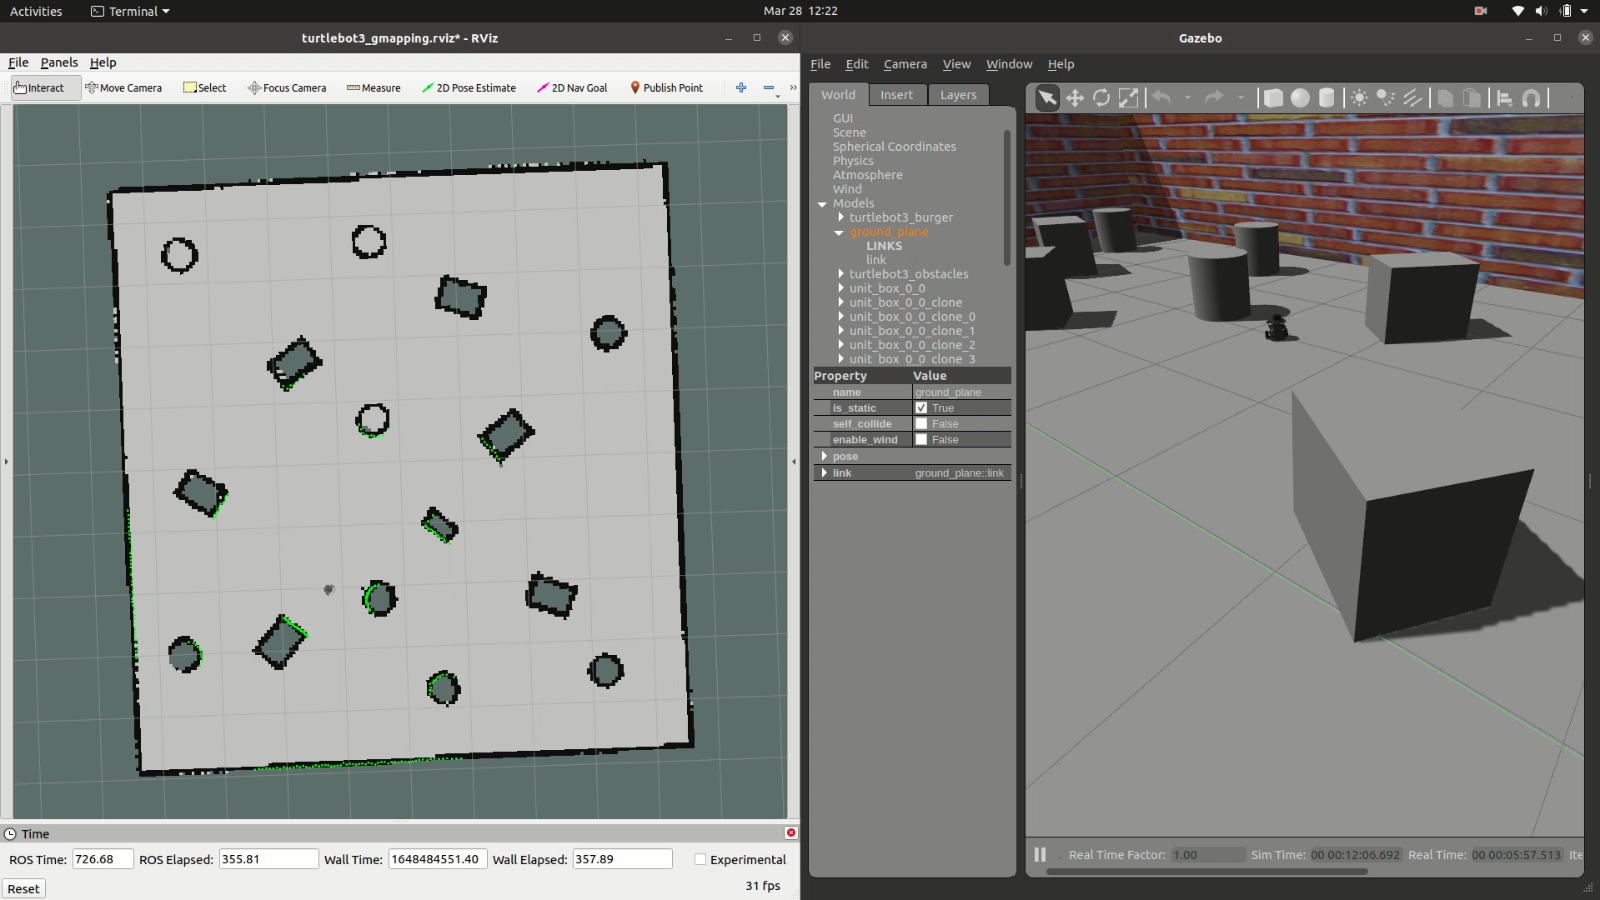 Activities
Terminal
Mar 28 12:22
turtlebot3_gmapping.rviz* - RViz
File Panels Help
Interact Move Camera Select Focus Camera Measure 2D Pose Estimate 2D Nav Goal Publish Point
Time
ROS Time: 726.68 ROS Elapsed: 355.81 Wall Time: 1648484551.40 Wall Elapsed: 357.89 Experimental
Reset
31 fps
Gazebo
File Edit Camera View Window Help
World Insert Layers
GUI
Scene
Spherical Coordinates
Physics
Atmosphere
Wind
Models
turtlebot3_burger
ground_plane
LINKS
link
turtlebot3_obstacles
unit_box_0_0
unit_box_0_0_clone
unit_box_0_0_clone_0
unit_box_0_0_clone_1
unit_box_0_0_clone_2
unit_box_0_0_clone_3
Property Value
name ground_plane
is_static True
self_collide False
enable_wind False
pose
link ground_plane::link
Real Time Factor: 1.00 Sim Time: 00 00:12:06.692 Real Time: 00 00:05:57.513 Ite